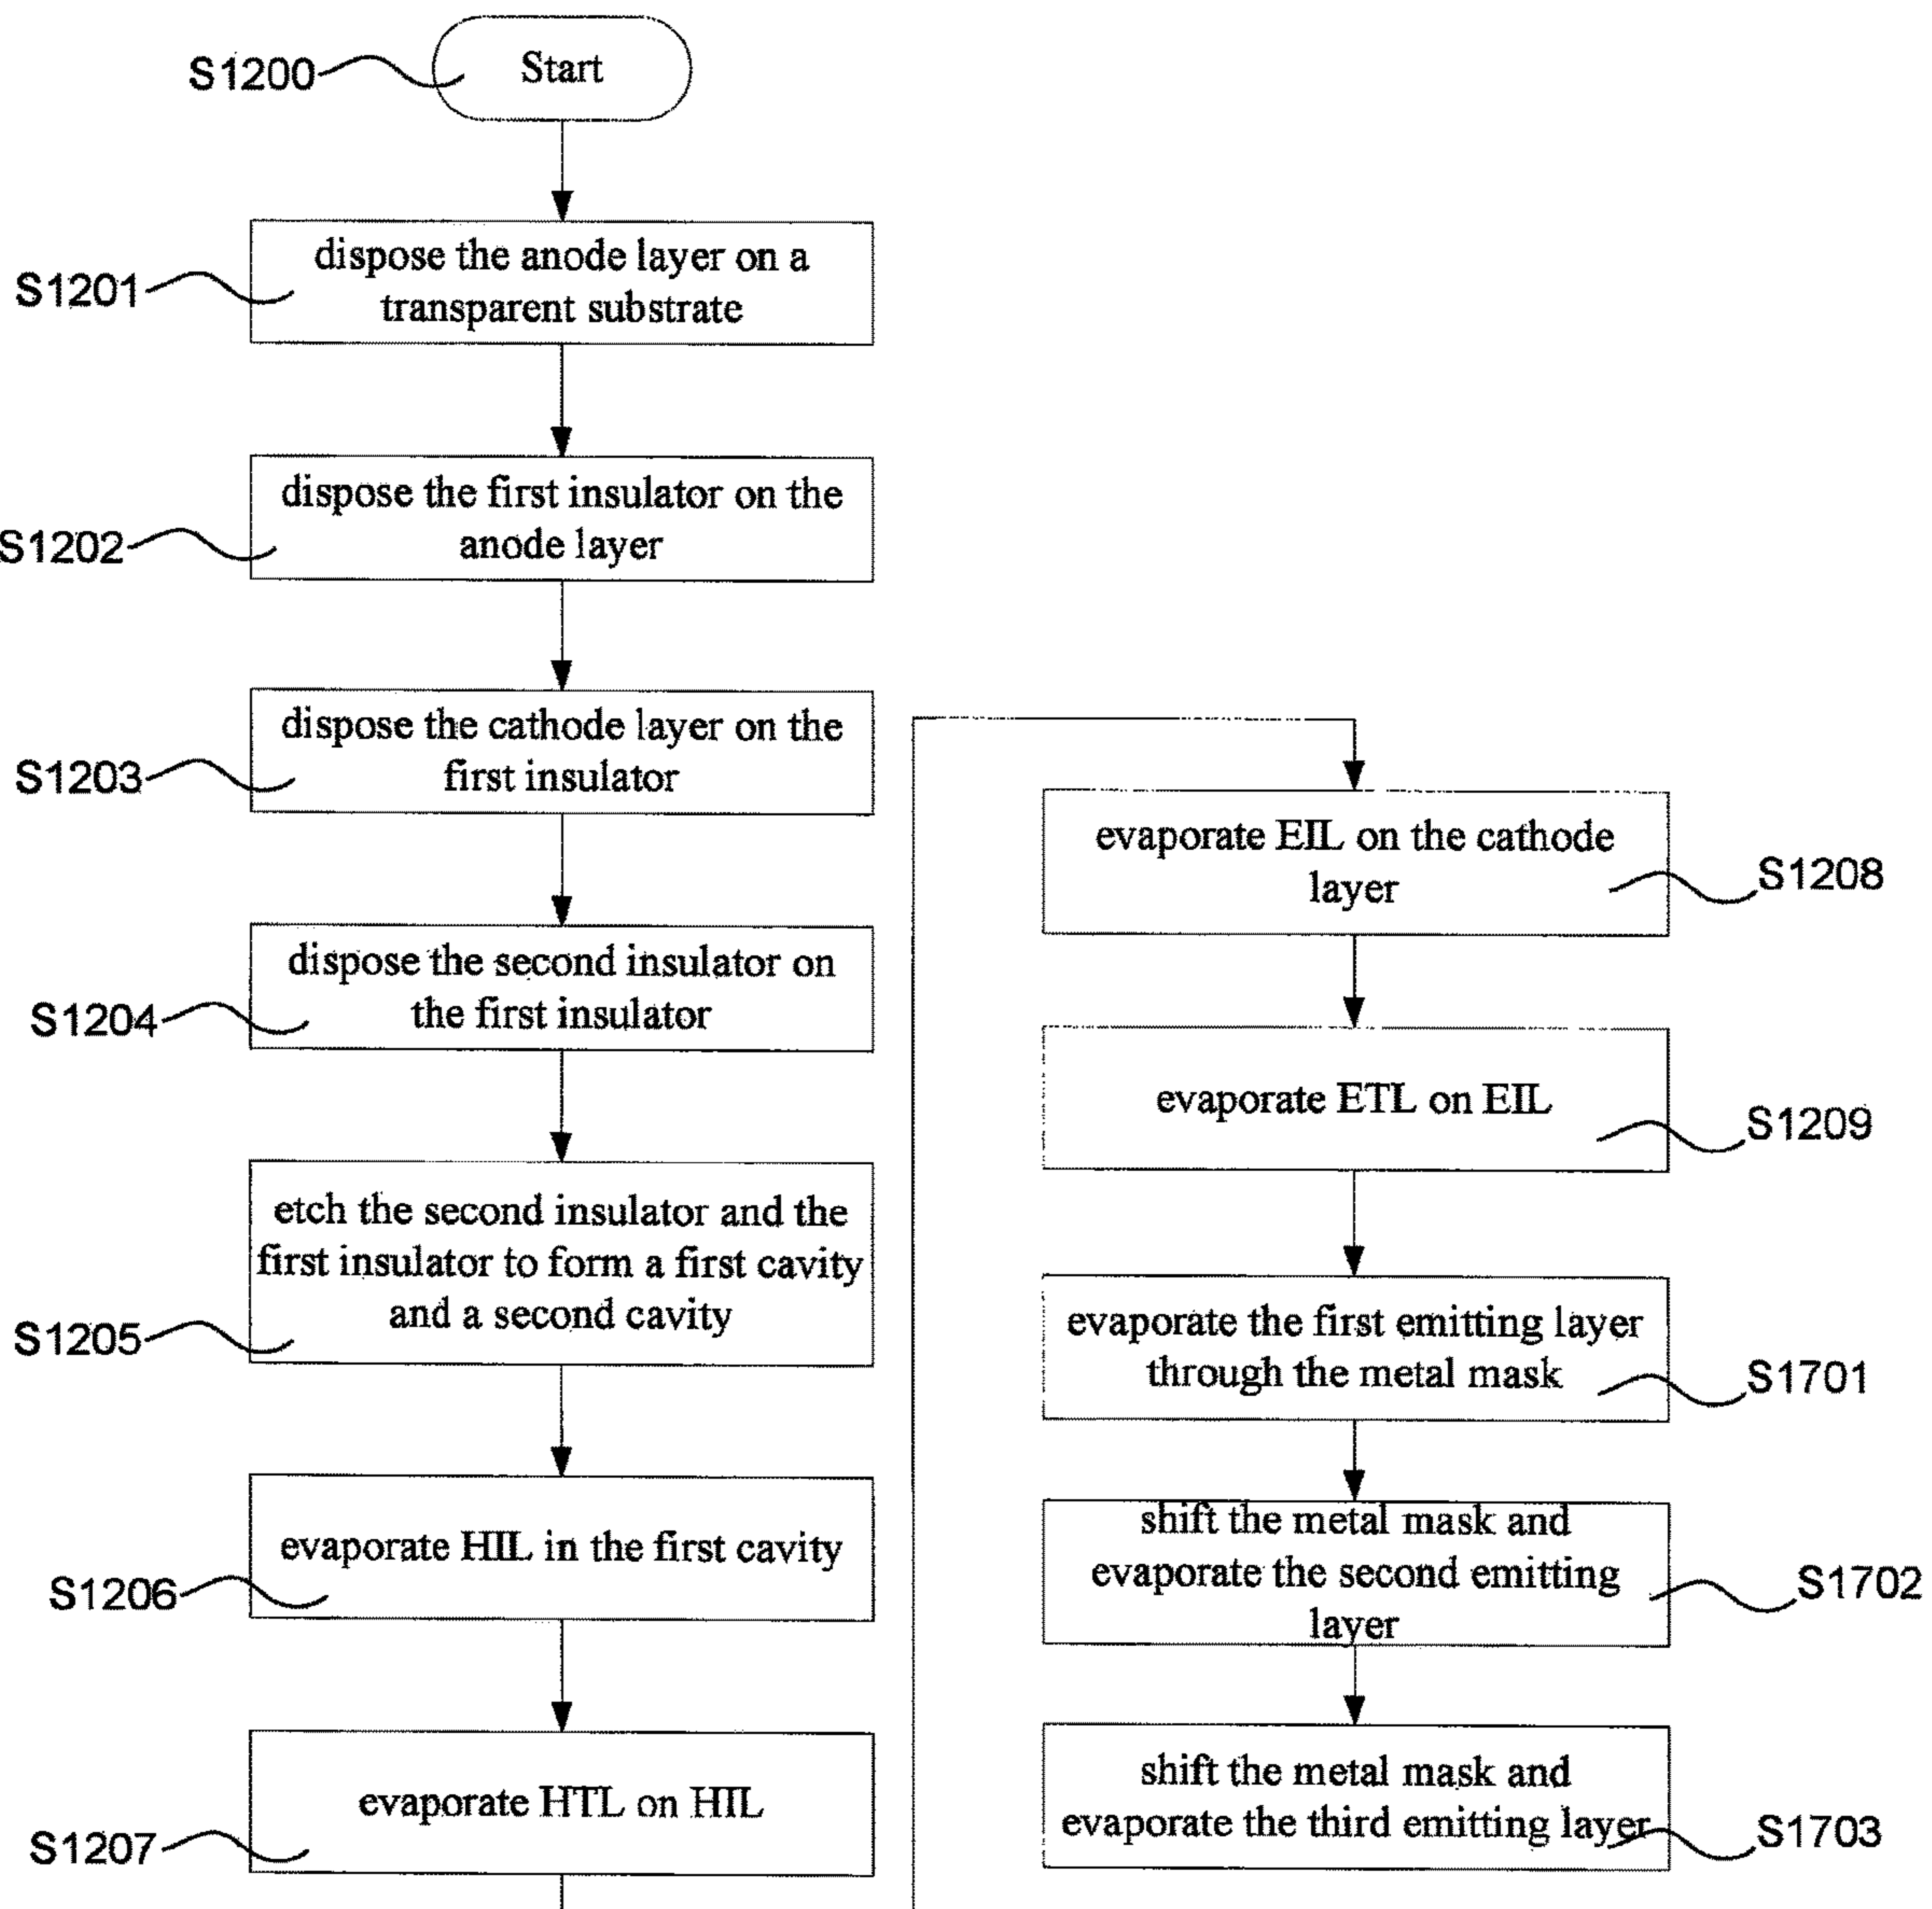 S1200
Start
S1201
dispose the anode layer on a
transparent substrate
S1202
dispose the first insulator on the
anode layer
S1203
dispose the cathode layer on the
first insulator
S1204
dispose the second insulator on
the first insulator
S1205
etch the second insulator and the
first insulator to form a first cavity
and a second cavity
S1206
evaporate HIL in the first cavity
S1207
evaporate HTL on HIL
evaporate EIL on the cathode
layer
S1208
evaporate ETL on EIL
S1209
evaporate the first emitting layer
through the metal mask
S1701
shift the metal mask and
evaporate the second emitting
layer
S1702
shift the metal mask and
evaporate the third emitting layer
S1703